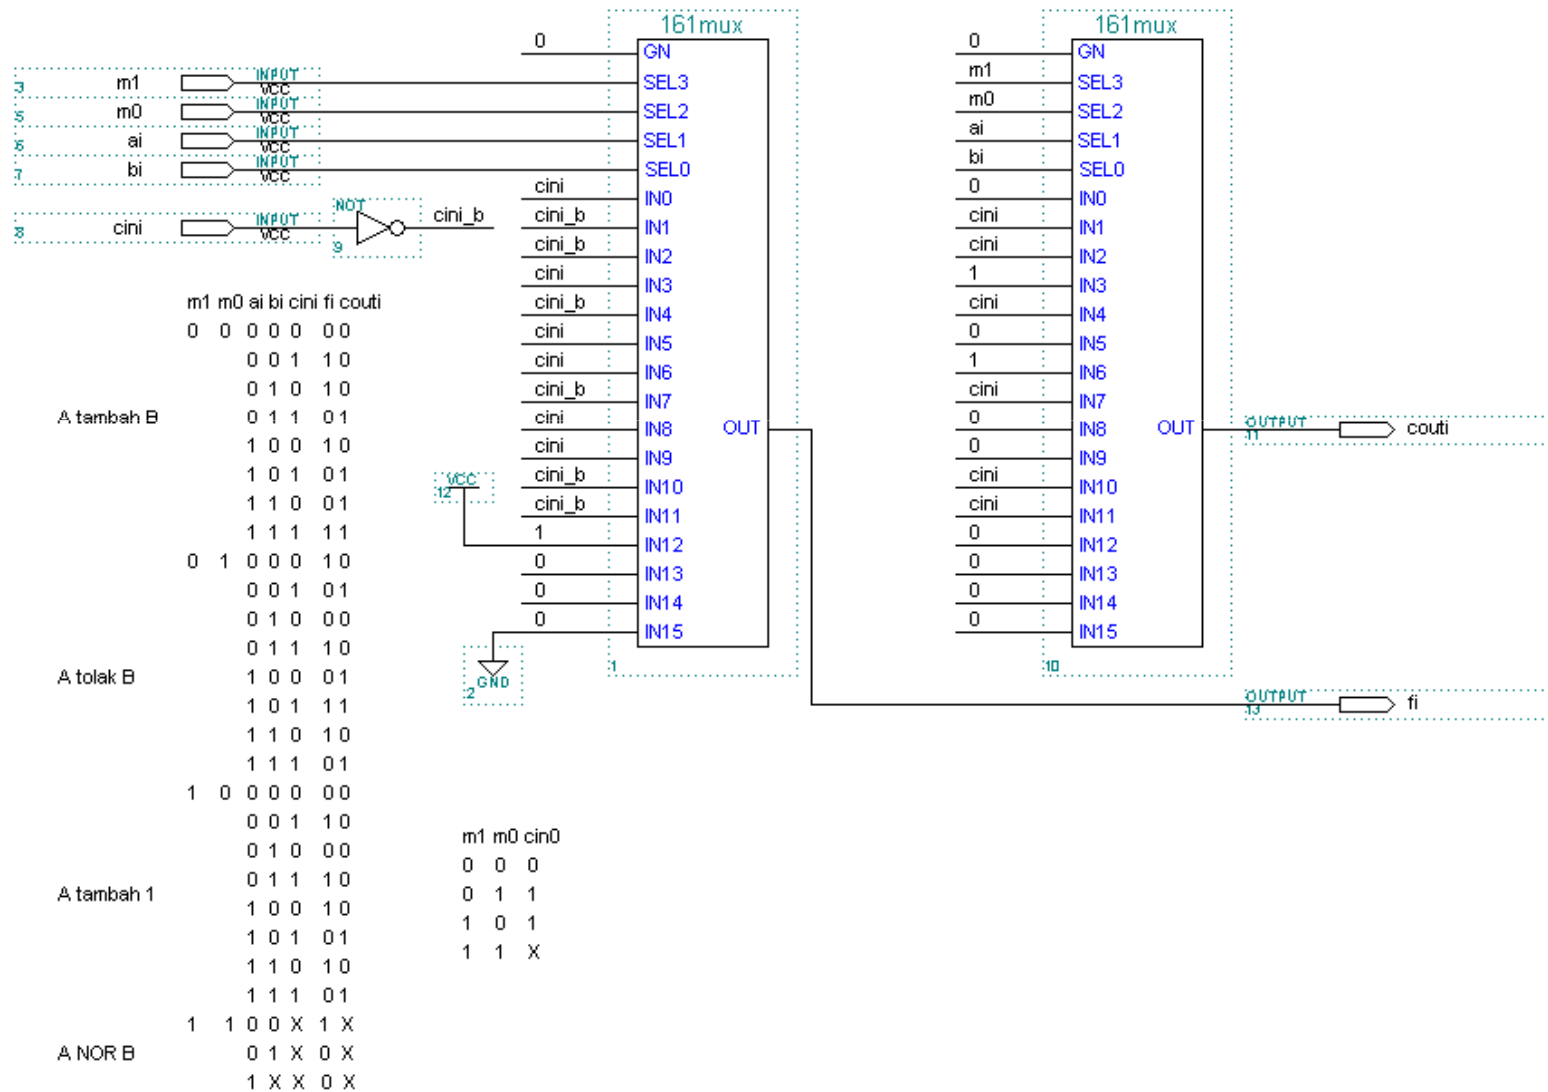 161mux
161mux
0 GN
0 GN
3 m1 INPUT VCC SEL3
m1 SEL3
5 m0 INPUT VCC SEL2
m0 SEL2
6 ai INPUT VCC SEL1
ai SEL1
7 bi INPUT VCC SEL0
bi SEL0
cini IN0
0 IN0
8 cini INPUT VCC NOT 9 cini_b
cini_b IN1
cini IN1
cini_b IN2
cini IN2
cini IN3
1 IN3
cini_b IN4
cini IN4
cini IN5
0 IN5
cini IN6
1 IN6
cini_b IN7
cini IN7
cini IN8 OUT
0 IN8 OUT OUTPUT 11 couti
cini IN9
0 IN9
VCC 12
cini_b IN10
cini IN10
cini_b IN11
cini IN11
1 IN12
0 IN12
0 IN13
0 IN13
0 IN14
0 IN14
0 IN15
0 IN15
2 GND
1
10
OUTPUT 13 fi
m1 m0 ai bi cini fi couti
0 0 0 0 0 0 0
0 0 1 1 0
0 1 0 1 0
A tambah B 0 1 1 0 1
1 0 0 1 0
1 0 1 0 1
1 1 0 0 1
1 1 1 1 1
0 1 0 0 0 1 0
0 0 1 0 1
0 1 0 0 0
0 1 1 1 0
A tolak B 1 0 0 0 1
1 0 1 1 1
1 1 0 1 0
1 1 1 0 1
1 0 0 0 0 0 0
0 0 1 1 0
0 1 0 0 0
A tambah 1 0 1 1 1 0
1 0 0 1 0
1 0 1 0 1
1 1 0 1 0
1 1 1 0 1
1 1 0 0 X 1 X
A NOR B 0 1 X 0 X
1 X X 0 X
m1 m0 cin0
0 0 0
0 1 1
1 0 1
1 1 X